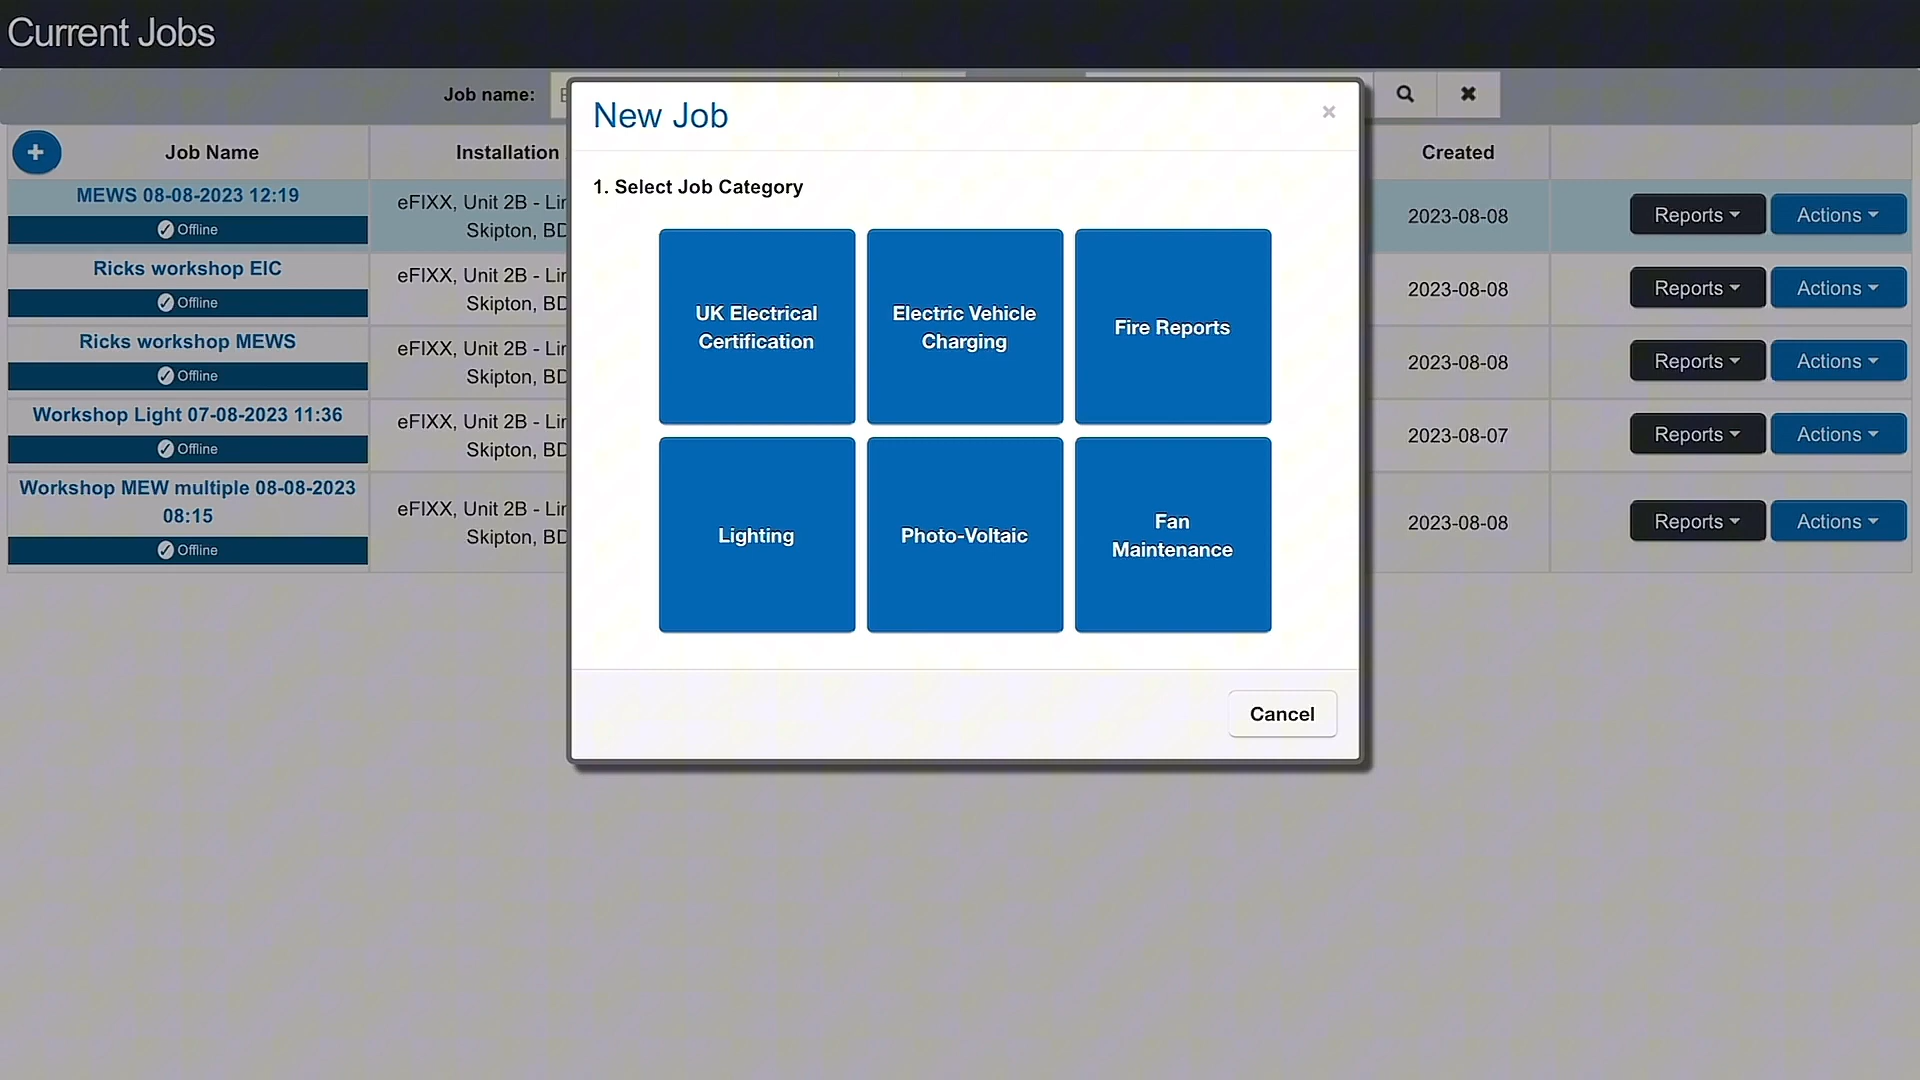 Current Jobs
Job name:
New Job
×
1. Select Job Category
UK Electrical
Certification
Electric Vehicle
Charging
Fire Reports
Lighting
Photo-Voltaic
Fan
Maintenance
Cancel
Job Name
Installation
Created
MEWS 08-08-2023 12:19
Offline
eFIXX, Unit 2B - Lin
Skipton, BD
2023-08-08
Reports
Actions
Ricks workshop EIC
Offline
eFIXX, Unit 2B - Lin
Skipton, BD
2023-08-08
Reports
Actions
Ricks workshop MEWS
Offline
eFIXX, Unit 2B - Lin
Skipton, BD
2023-08-08
Reports
Actions
Workshop Light 07-08-2023 11:36
Offline
eFIXX, Unit 2B - Lin
Skipton, BD
2023-08-07
Reports
Actions
Workshop MEW multiple 08-08-2023
08:15
Offline
eFIXX, Unit 2B - Lin
Skipton, BD
2023-08-08
Reports
Actions